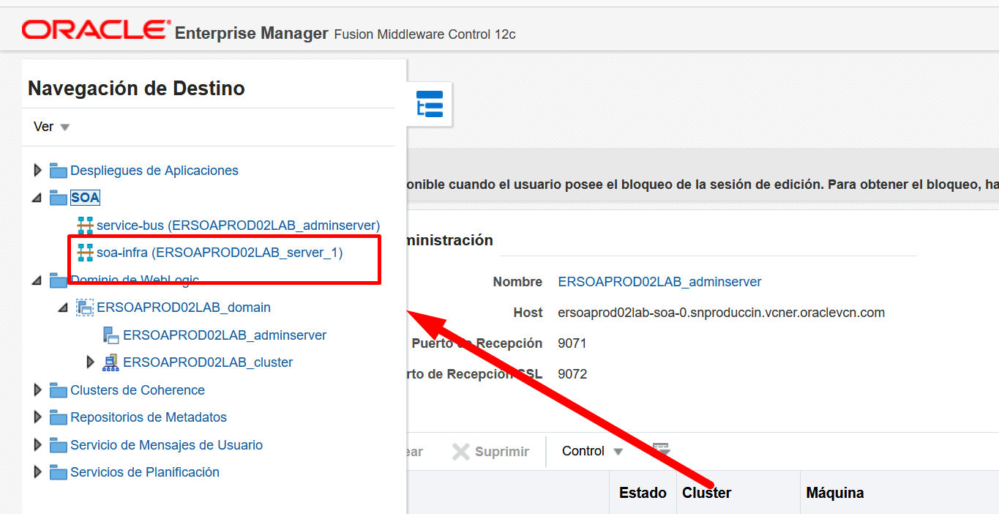 ORACLE Enterprise Manager Fusion Middleware Control 12c
Navegación de Destino
Ver
Despliegues de Aplicaciones
SOA
service-bus (ERSOAPROD02LAB_adminserver)
soa-infra (ERSOAPROD02LAB_server_1)
Dominio de WebLogic
ERSOAPROD02LAB_domain
ERSOAPROD02LAB_adminserver
ERSOAPROD02LAB_cluster
Clusters de Coherence
Repositorios de Metadatos
Servicio de Mensajes de Usuario
Servicios de Planificación
onible cuando el usuario posee el bloqueo de la sesión de edición. Para obtener el bloqueo, ha
ministración
Nombre ERSOAPROD02LAB_adminserver
Host ersoaprod02lab-soa-0.snproduccin.vcner.oraclevcn.com
Puerto de Recepción 9071
rto de Recepción SSL 9072
ear Suprimir Control
Estado Cluster Máquina